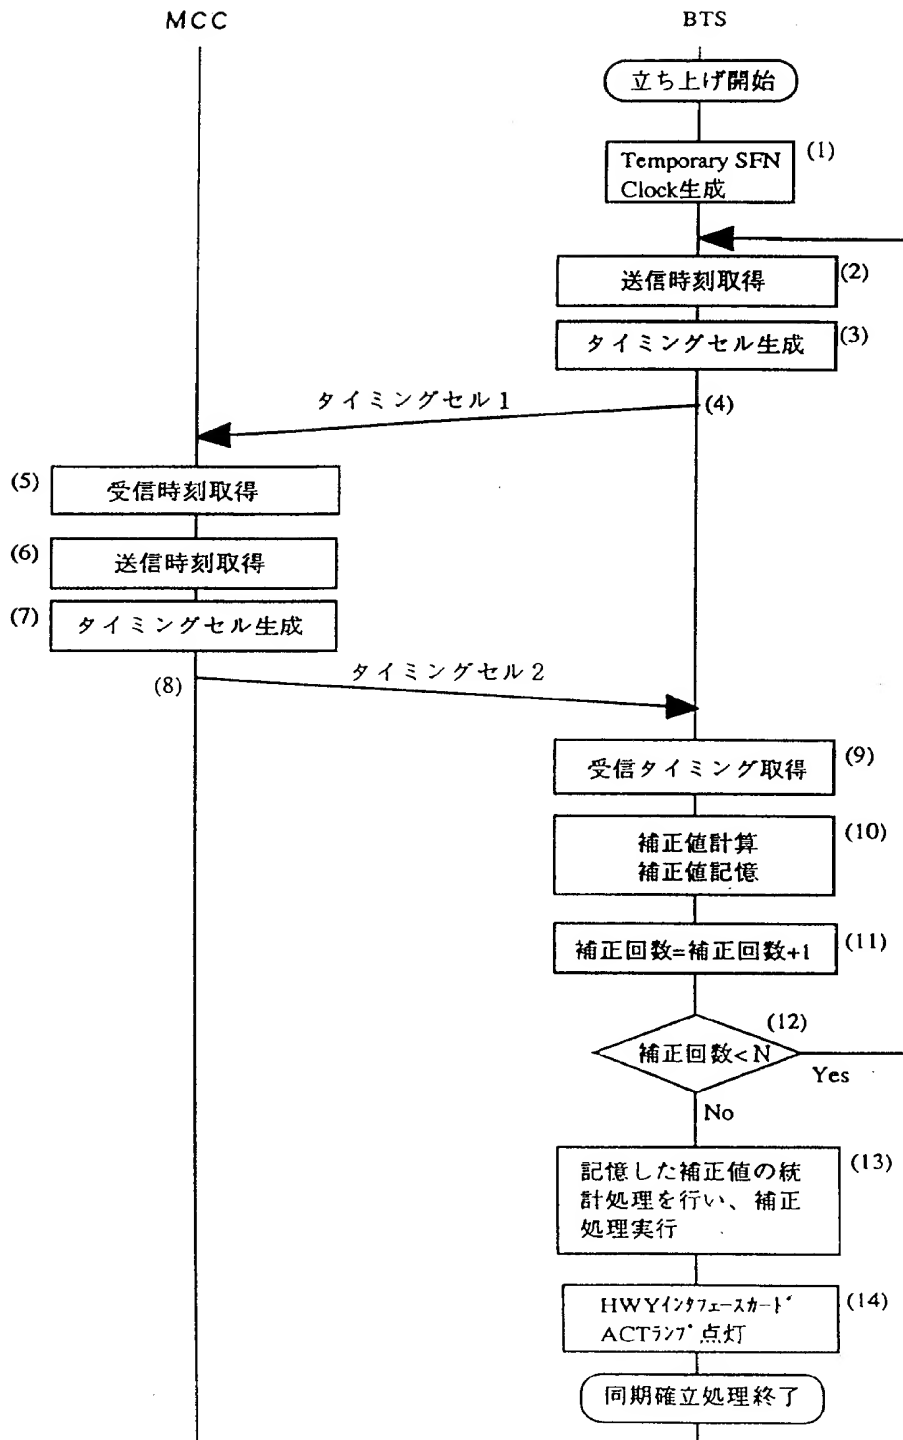 MCC
BTS
立ち上げ開始
(1)
Temporary SFN
Clock生成
(2)
送信時刻取得
(3)
タイミングセル生成
タイミングセル1
(4)
(5)
受信時刻取得
(6)
送信時刻取得
(7)
タイミングセル生成
(8)
タイミングセル2
(9)
受信タイミング取得
(10)
補正値計算
補正値記憶
(11)
補正回数=補正回数+1
(12)
補正回数<N
Yes
No
(13)
記憶した補正値の統
計処理を行い、補正
処理実行
(14)
HWYインタフェースカード
ACTランプ点灯
同期確立処理終了